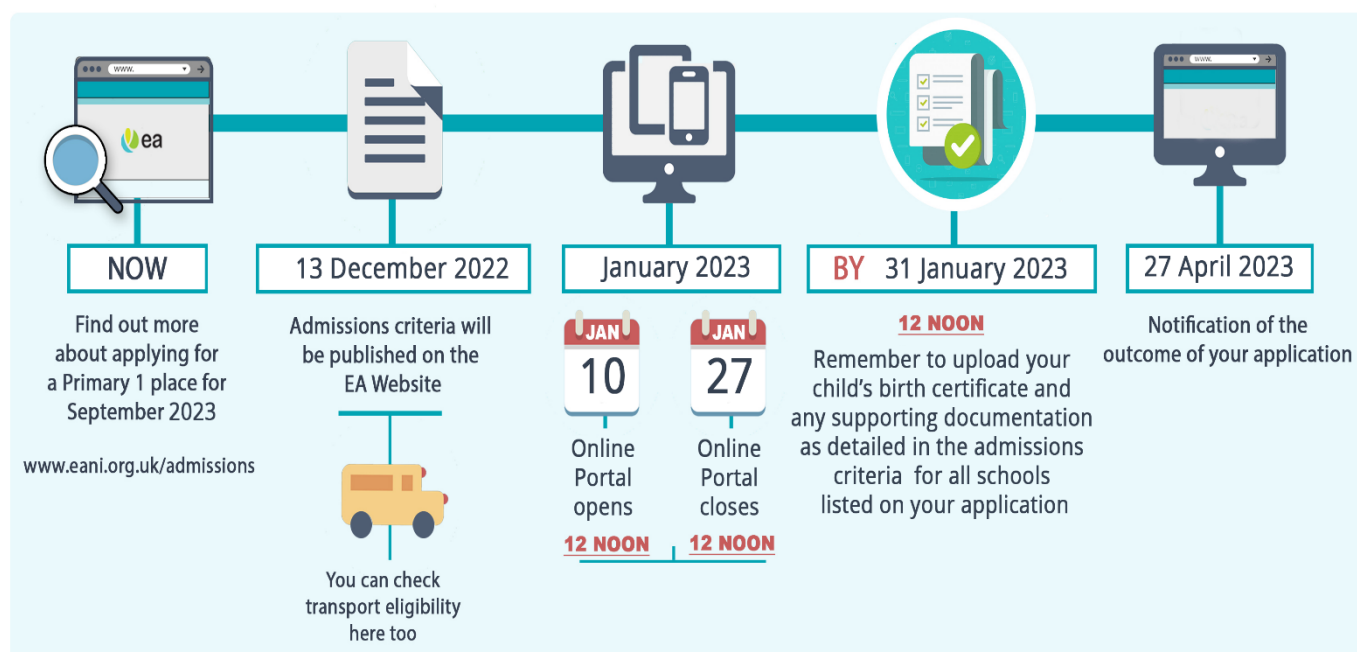 WWW.
ea
NOW
Find out more
about applying for
a Primary 1 place for
September 2023
www.eani.org.uk/admissions
13 December 2022
Admissions criteria will
be published on the
EA Website
You can check
transport eligibility
here too
January 2023
JAN
10
Online
Portal
opens
12 NOON
JAN
27
Online
Portal
closes
12 NOON
BY 31 January 2023
12 NOON
Remember to upload your
child's birth certificate and
any supporting documentation
as detailed in the admissions
criteria for all schools
listed on your application
WWW.
27 April 2023
Notification of the
outcome of your application